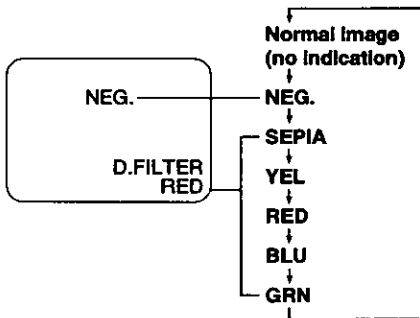 Normal image
(no indication)
NEG.
NEG.
SEPIA
D.FILTER
RED
YEL
RED
BLU
GRN